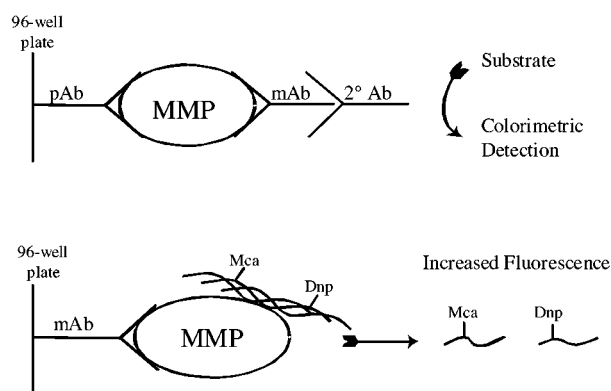 96-well
plate
pAb
MMP
mAb
2° Ab
Substrate
Colorimetric
Detection
96-well
plate
mAb
MMP
Mca
Dnp
Increased Fluorescence
Mca
Dnp